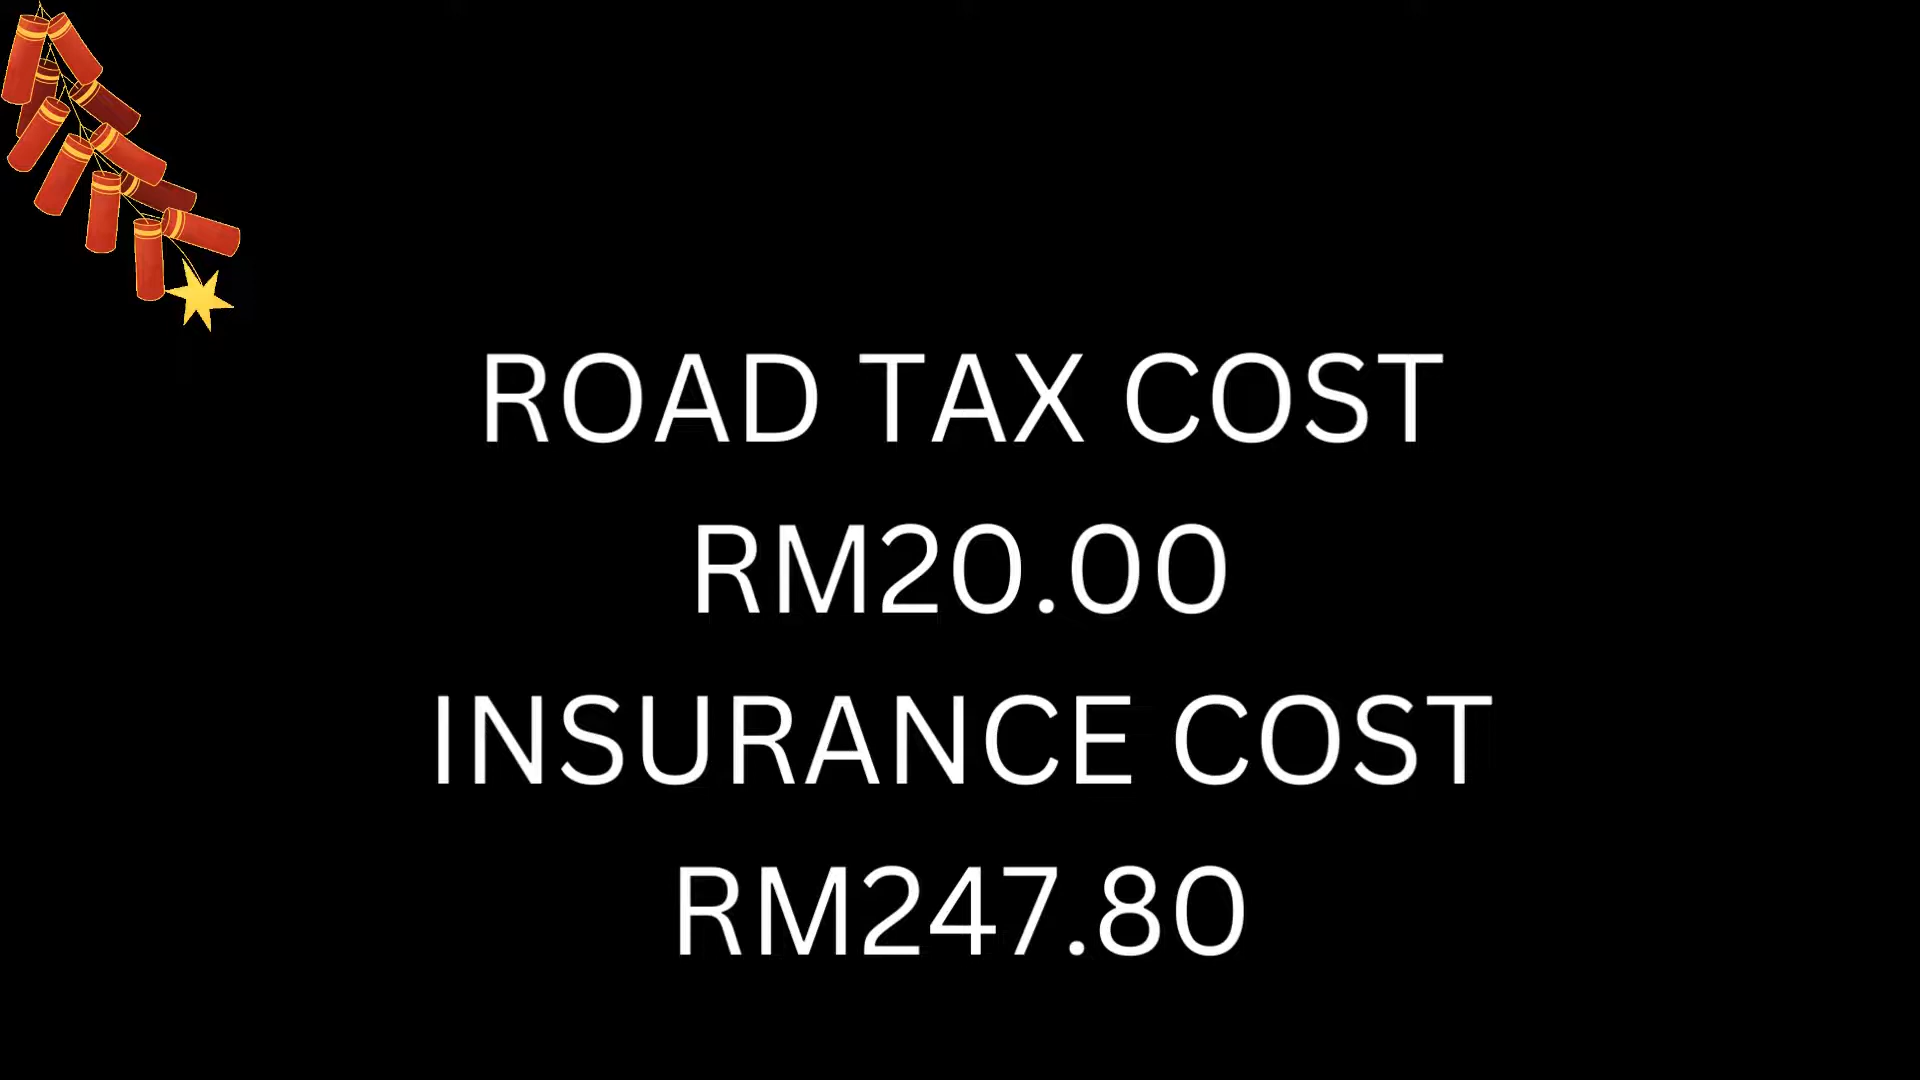 ROAD TAX COST
RM20.00
INSURANCE COST
RM247.80